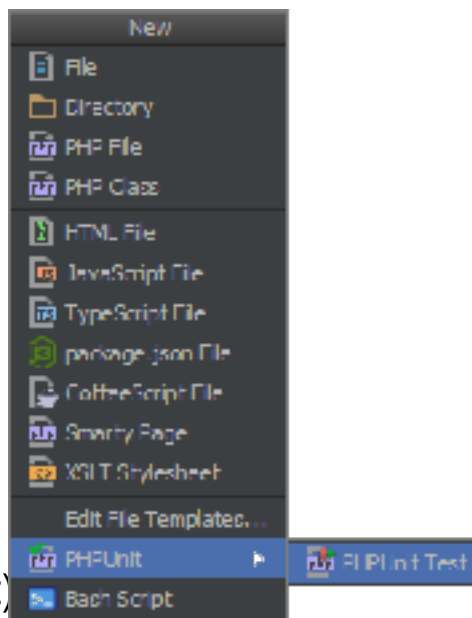 New
File
Directory
PHP File
PHP Class
HTML File
JavaScript File
TypeScript File
package.json File
CoffeeScript File
Smarty Page
XSLT Stylesheet
Edit File Templates...
PHPUnit
PHPUnit Test
Bash Script